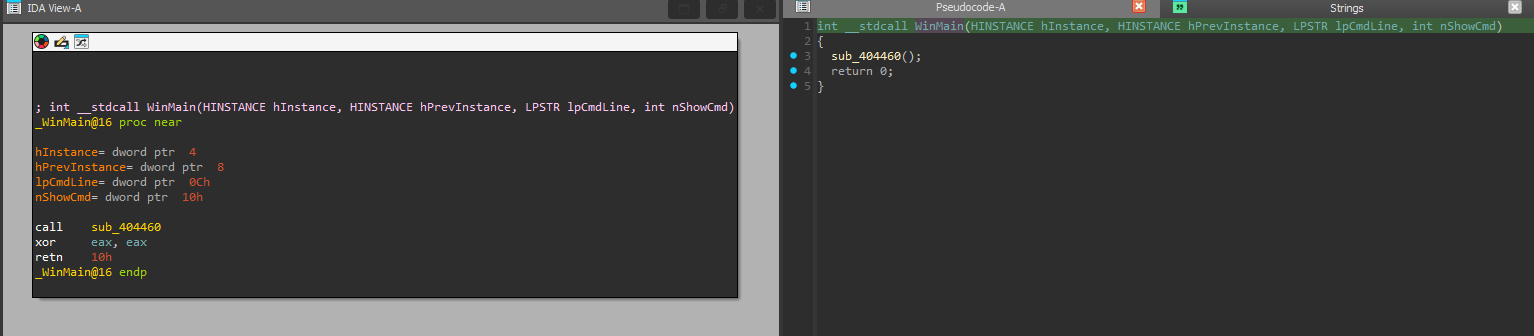 IDA View-A
; int __stdcall WinMain(HINSTANCE hInstance, HINSTANCE hPrevInstance, LPSTR lpCmdLine, int nShowCmd)
_WinMain@16 proc near
hInstance= dword ptr  4
hPrevInstance= dword ptr  8
lpCmdLine= dword ptr  0Ch
nShowCmd= dword ptr  10h
call    sub_404460
xor     eax, eax
retn    10h
_WinMain@16 endp
Pseudocode-A
Strings
1 int __stdcall WinMain(HINSTANCE hInstance, HINSTANCE hPrevInstance, LPSTR lpCmdLine, int nShowCmd)
2 {
3   sub_404460();
4   return 0;
5 }